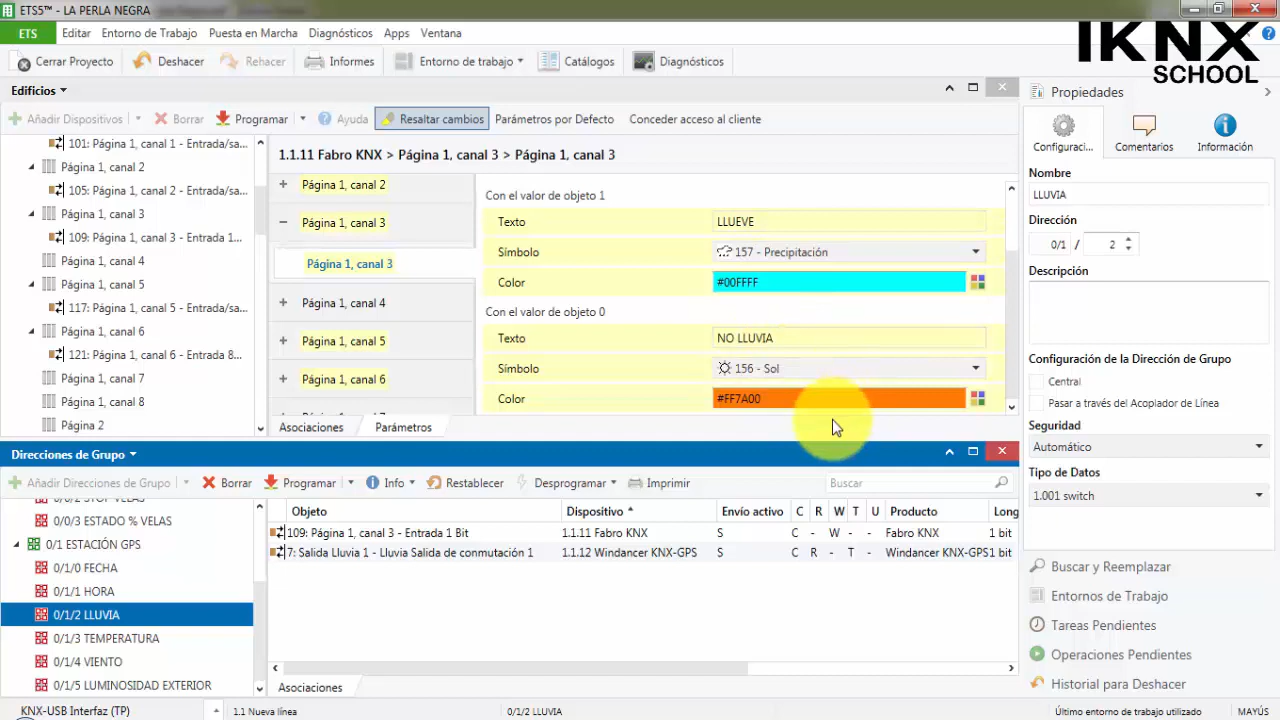 ETS5™ - LA PERLA NEGRA
ETS Editar Entorno de Trabajo Puesta en Marcha Diagnósticos Apps Ventana
IKNX
SCHOOL
Cerrar Proyecto Deshacer Rehacer Informes Entorno de trabajo Catálogos Diagnósticos
Edificios
Añadir Dispositivos Borrar Programar Ayuda Resaltar cambios Parámetros por Defecto Conceder acceso al cliente
101: Página 1, canal 1 - Entrada/sa...
Página 1, canal 2
105: Página 1, canal 2 - Entrada/sa...
Página 1, canal 3
109: Página 1, canal 3 - Entrada 1...
Página 1, canal 4
Página 1, canal 5
117: Página 1, canal 5 - Entrada/sa...
Página 1, canal 6
121: Página 1, canal 6 - Entrada 8...
Página 1, canal 7
Página 1, canal 8
Página 2
1.1.11 Fabro KNX > Página 1, canal 3 > Página 1, canal 3
+ Página 1, canal 2
− Página 1, canal 3
Página 1, canal 3
+ Página 1, canal 4
+ Página 1, canal 5
+ Página 1, canal 6
Con el valor de objeto 1
Texto LLUEVE
Símbolo 157 - Precipitación
Color #00FFFF
Con el valor de objeto 0
Texto NO LLUVIA
Símbolo 156 - Sol
Color #FF7A00
Asociaciones Parámetros
Direcciones de Grupo
Añadir Direcciones de Grupo Borrar Programar Info Restablecer Desprogramar Imprimir Buscar
0/0/2 STOP VELAS
0/0/3 ESTADO % VELAS
0/1 ESTACIÓN GPS
0/1/0 FECHA
0/1/1 HORA
0/1/2 LLUVIA
0/1/3 TEMPERATURA
0/1/4 VIENTO
0/1/5 LUMINOSIDAD EXTERIOR
Objeto Dispositivo Envío activo C R W T U Producto Long
109: Página 1, canal 3 - Entrada 1 Bit 1.1.11 Fabro KNX S C - W - - Fabro KNX 1 bit
7: Salida Lluvia 1 - Lluvia Salida de conmutación 1 1.1.12 Windancer KNX-GPS S C R - T - Windancer KNX-GPS 1 bit
Asociaciones
Propiedades
Configuraci... Comentarios Información
Nombre
LLUVIA
Dirección
0/1 / 2
Descripción
Configuración de la Dirección de Grupo
Central
Pasar a través del Acoplador de Línea
Seguridad
Automático
Tipo de Datos
1.001 switch
Buscar y Reemplazar
Entornos de Trabajo
Tareas Pendientes
Operaciones Pendientes
Historial para Deshacer
KNX-USB Interfaz (TP) 1.1 Nueva línea 0/1/2 LLUVIA Último entorno de trabajo utilizado MAYÚS